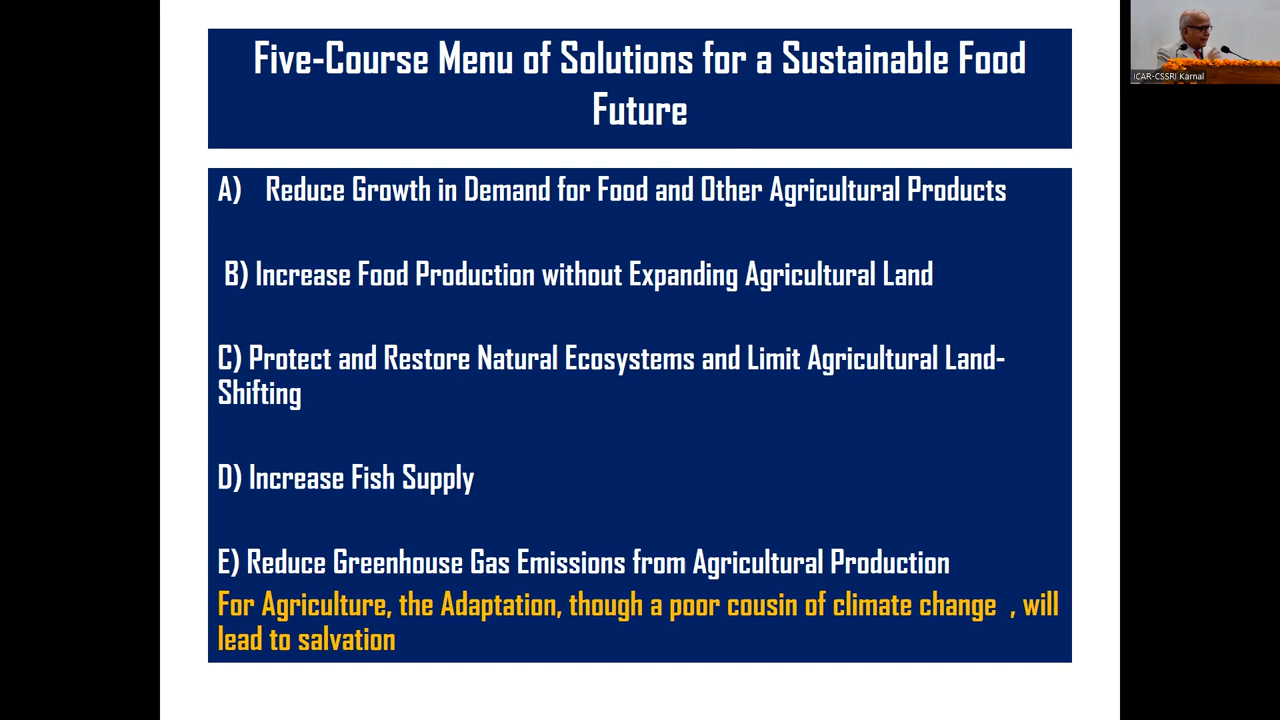 Five-Course Menu of Solutions for a Sustainable Food
Future
ICAR-CSSRI Karnal
A) Reduce Growth in Demand for Food and Other Agricultural Products
B) Increase Food Production without Expanding Agricultural Land
C) Protect and Restore Natural Ecosystems and Limit Agricultural Land-
Shifting
D) Increase Fish Supply
E) Reduce Greenhouse Gas Emissions from Agricultural Production
For Agriculture, the Adaptation, though a poor cousin of climate change , will
lead to salvation